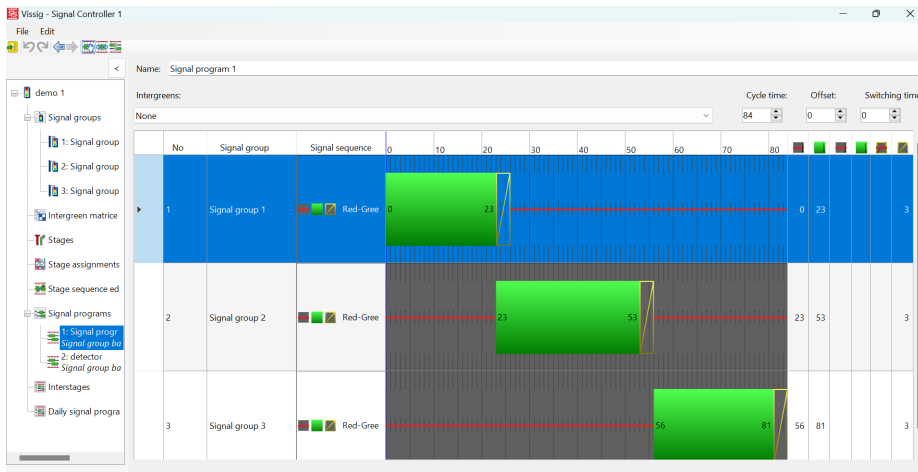 Vissig - Signal Controller 1
File Edit
<
Name: Signal program 1
demo 1
Intergreens:
Cycle time: Offset: Switching time
None
84 0 0
Signal groups
1: Signal group
2: Signal group
3: Signal group
Intergreen matrice
Stages
Stage assignments
Stage sequence ed
Signal programs
1: Signal progr
Signal group ba
2: detector
Signal group ba
Interstages
Daily signal progra
No Signal group Signal sequence 0 10 20 30 40 50 60 70 80
1 Signal group 1 Red-Gree 0 23 0 23 3
2 Signal group 2 Red-Gree 23 53 23 53 3
3 Signal group 3 Red-Gree 56 81 56 81 3